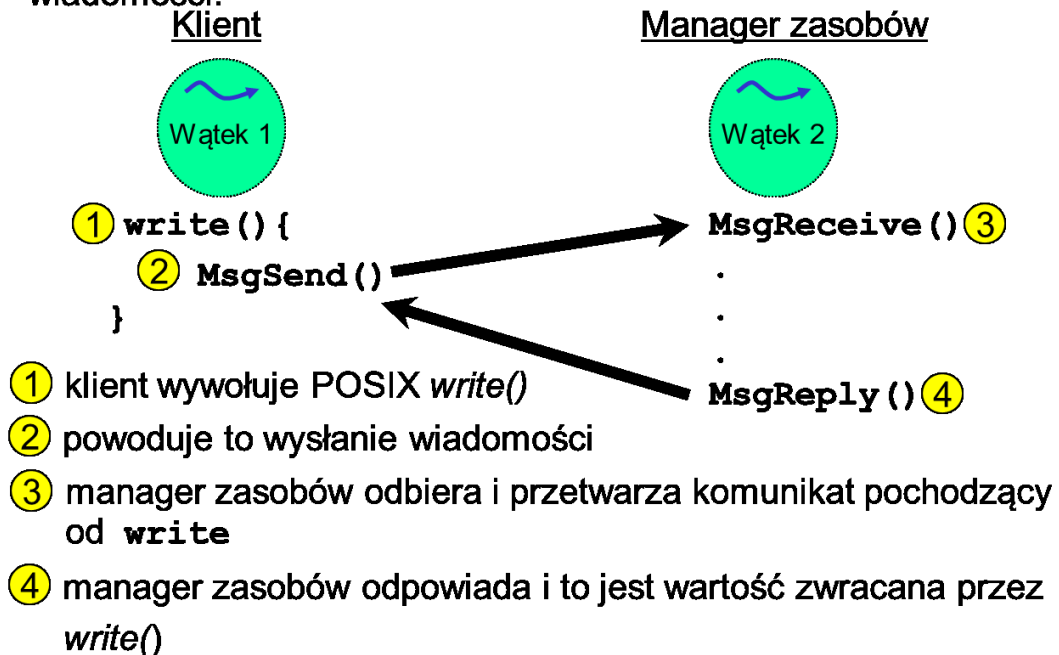 wiadomości.
Klient Manager zasobów
Wątek 1 Wątek 2
1 write(){ MsgReceive() 3
2 MsgSend() .
} .
.
MsgReply() 4
1 klient wywołuje POSIX write()
2 powoduje to wysłanie wiadomości
3 manager zasobów odbiera i przetwarza komunikat pochodzący
od write
4 manager zasobów odpowiada i to jest wartość zwracana przez
write()